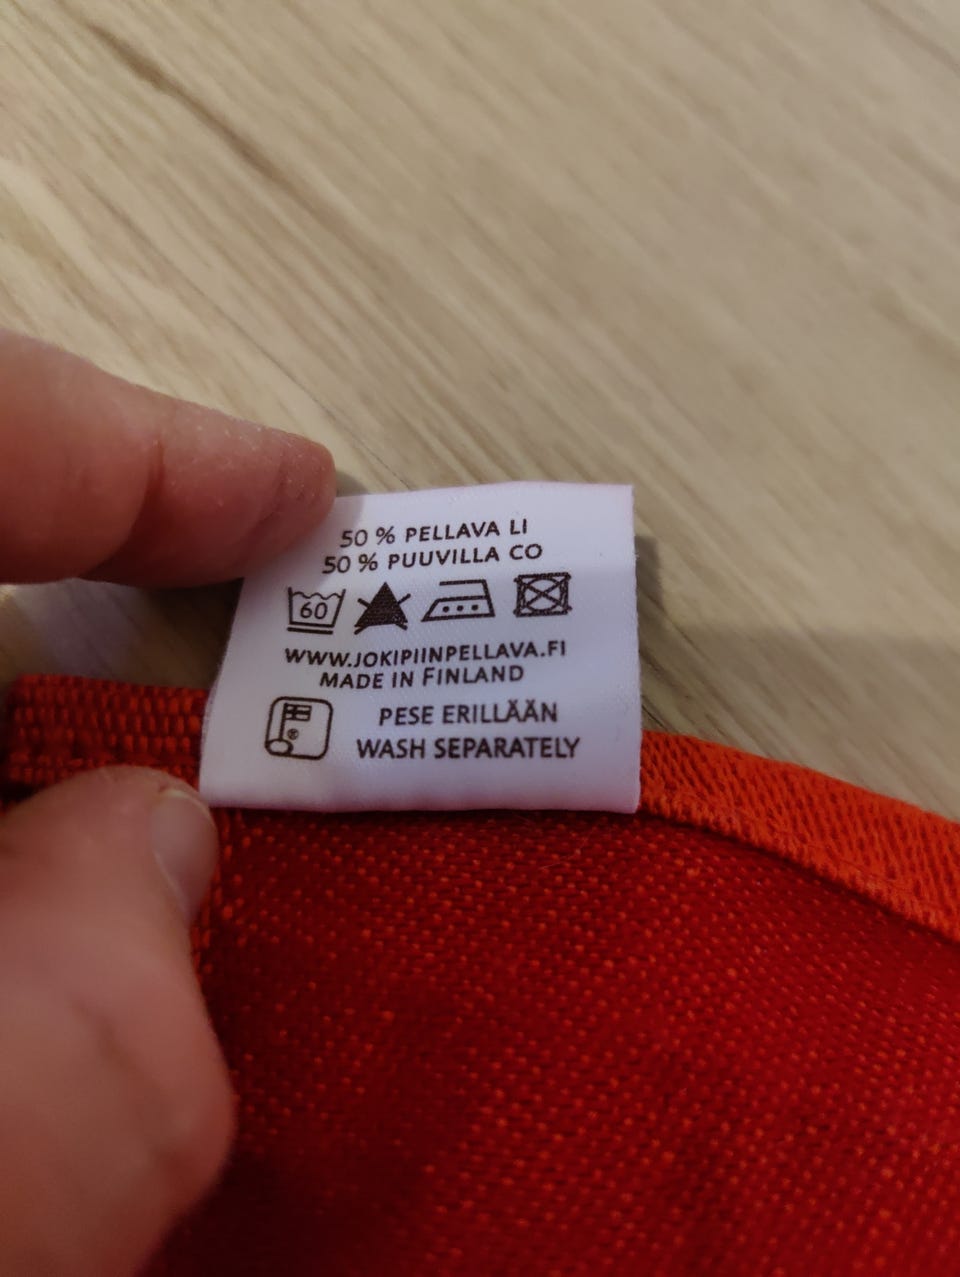 50 % PELLAVA LI
50 % PUUVILLA CO
60
WWW.JOKIPIINPELLAVA.FI
MADE IN FINLAND
®
PESE ERILLÄÄN
WASH SEPARATELY